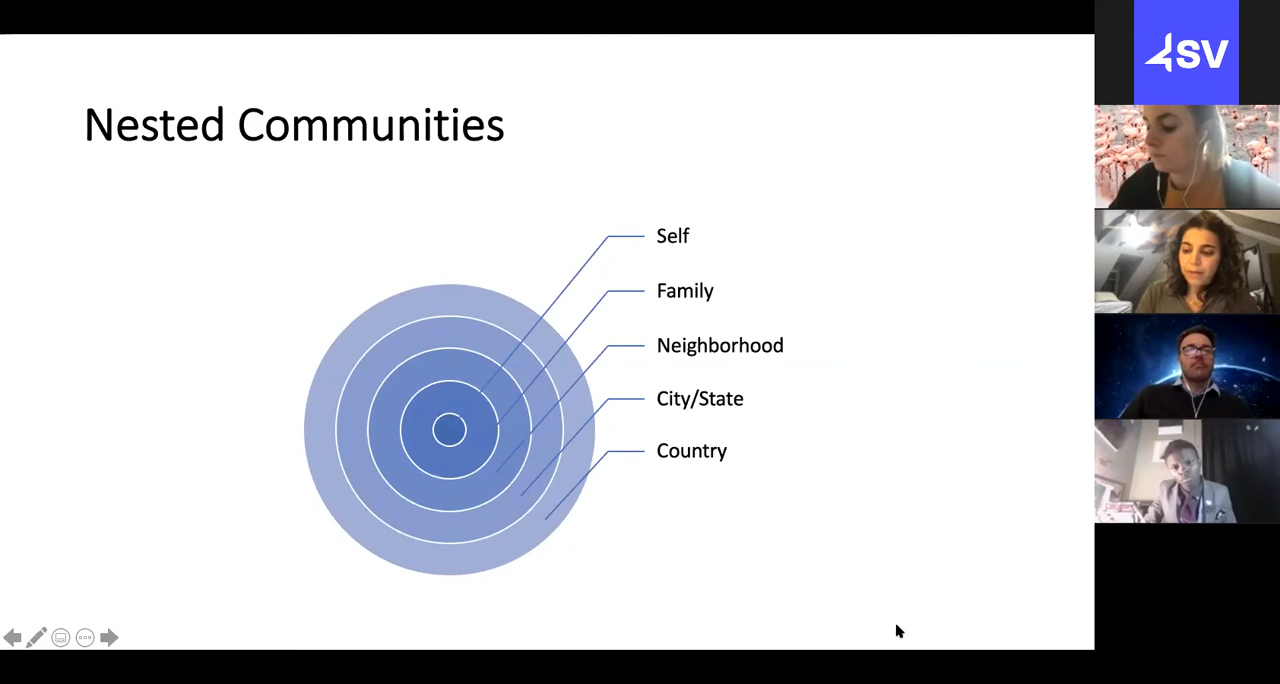 Nested Communities
Self
Family
Neighborhood
City/State
Country
SV